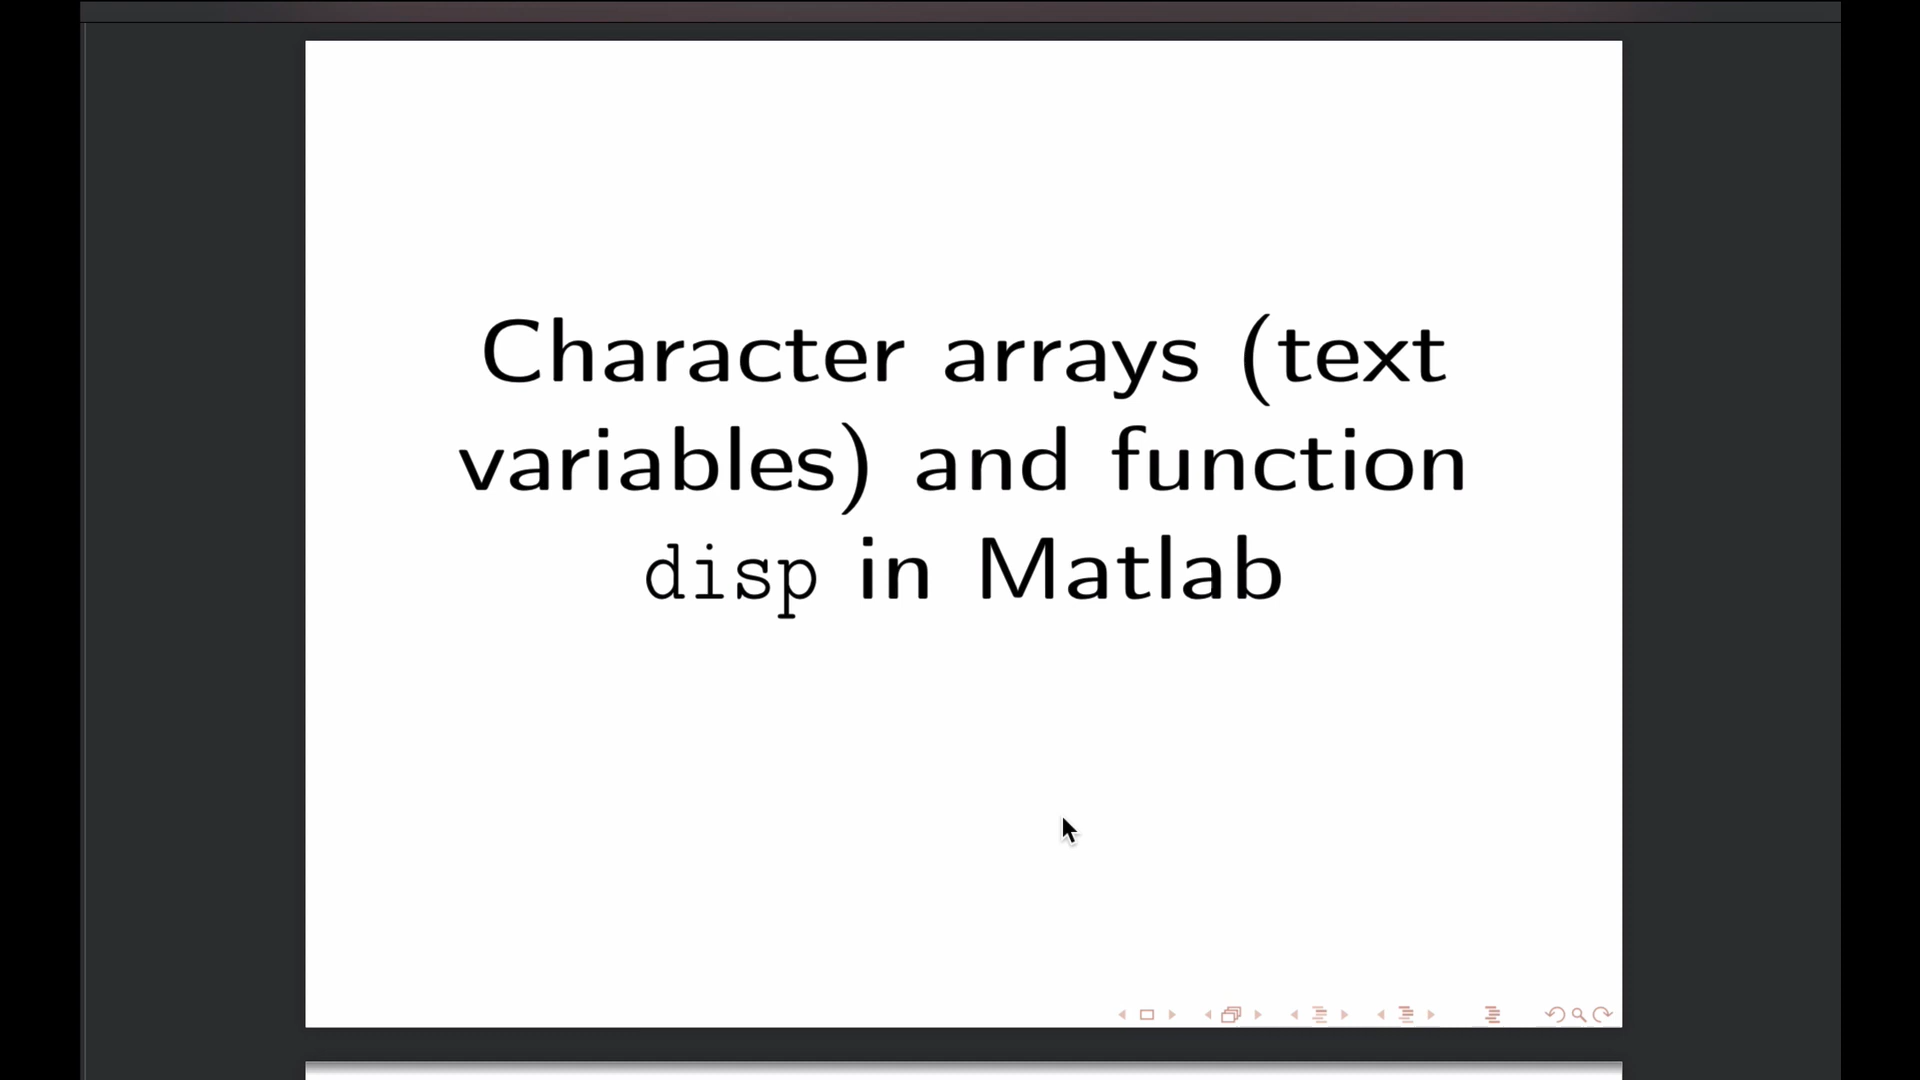 Character arrays (text
variables) and function
disp in Matlab